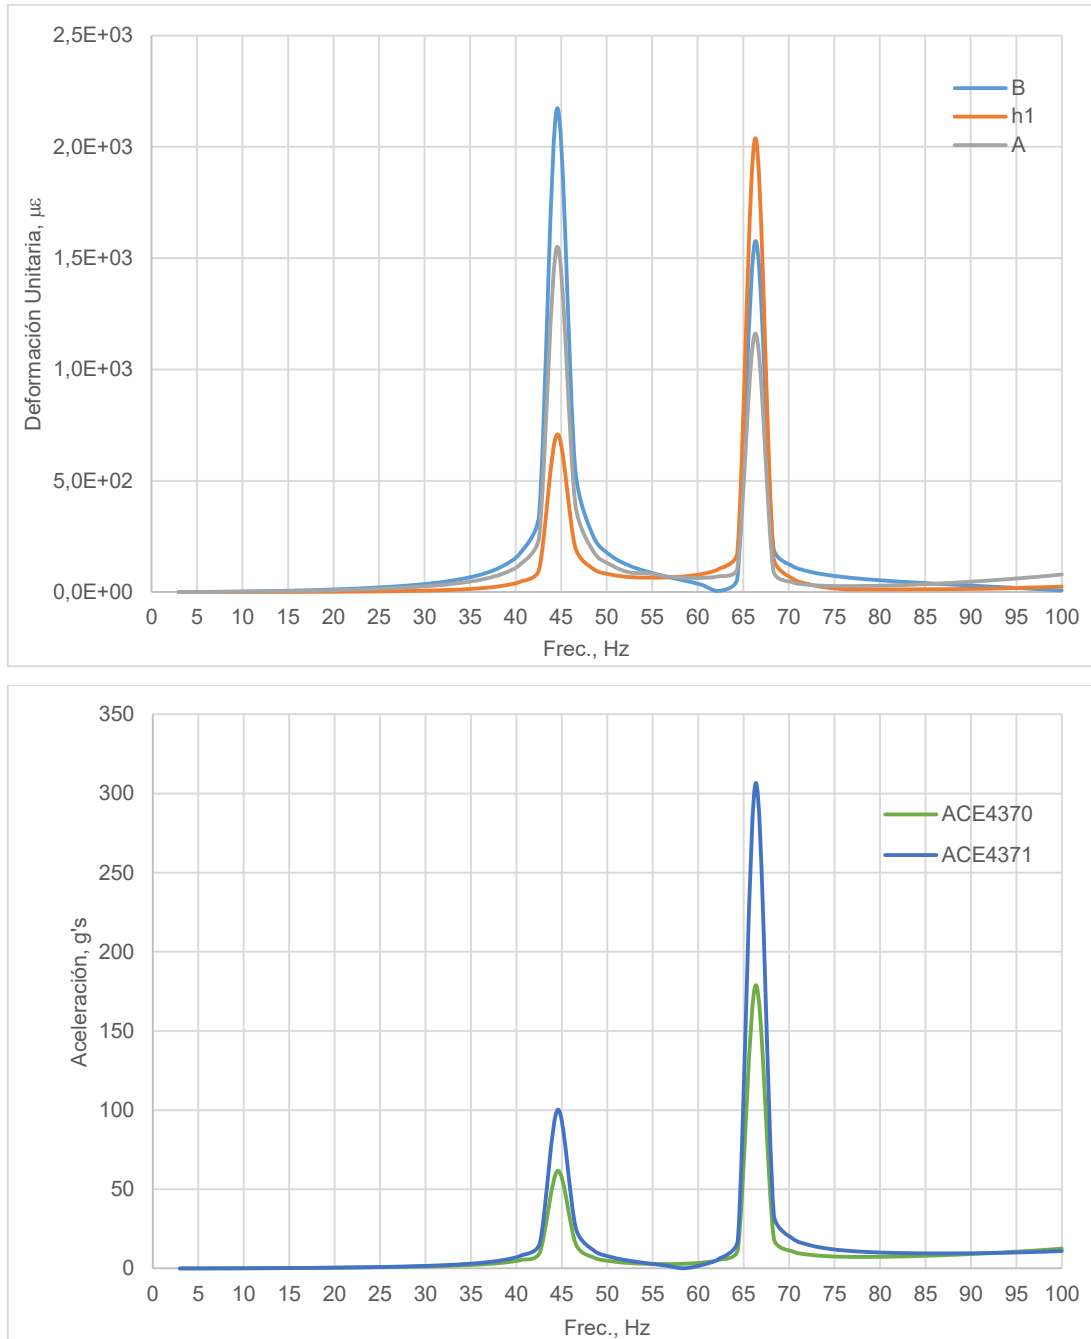 2,5E+03
2,0E+03
1,5E+03
1,0E+03
5,0E+02
0,0E+00
Deformación Unitaria, με
B
h1
A
0 5 10 15 20 25 30 35 40 45 50 55 60 65 70 75 80 85 90 95 100
Frec., Hz
350
300
250
200
150
100
50
0
Aceleración, g's
ACE4370
ACE4371
0 5 10 15 20 25 30 35 40 45 50 55 60 65 70 75 80 85 90 95 100
Frec., Hz